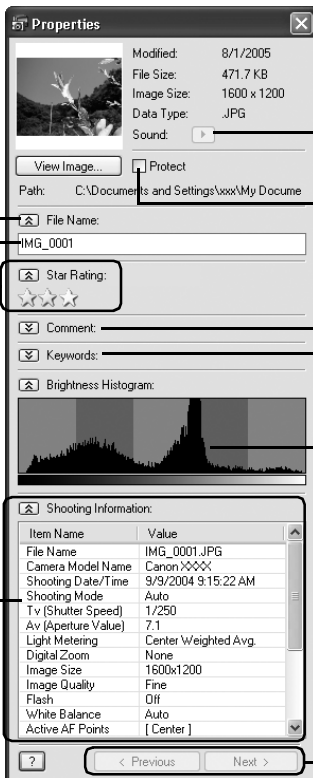 Properties
Modified: 8/1/2005
File Size: 471.7 KB
Image Size: 1600 x 1200
Data Type: .JPG
Sound:
View Image... Protect
Path: C:\Documents and Settings\xxx\My Docume
File Name:
IMG_0001
Star Rating:
Comment:
Keywords:
Brightness Histogram:
Shooting Information:
Item Name Value
File Name IMG_0001.JPG
Camera Model Name Canon XXXX
Shooting Date/Time 9/9/2004 9:15:22 AM
Shooting Mode Auto
Tv (Shutter Speed) 1/250
Av (Aperture Value) 7.1
Light Metering Center Weighted Avg.
Digital Zoom None
Image Size 1600x1200
Image Quality Fine
Flash Off
White Balance Auto
Active AF Points [ Center ]
? < Previous Next >